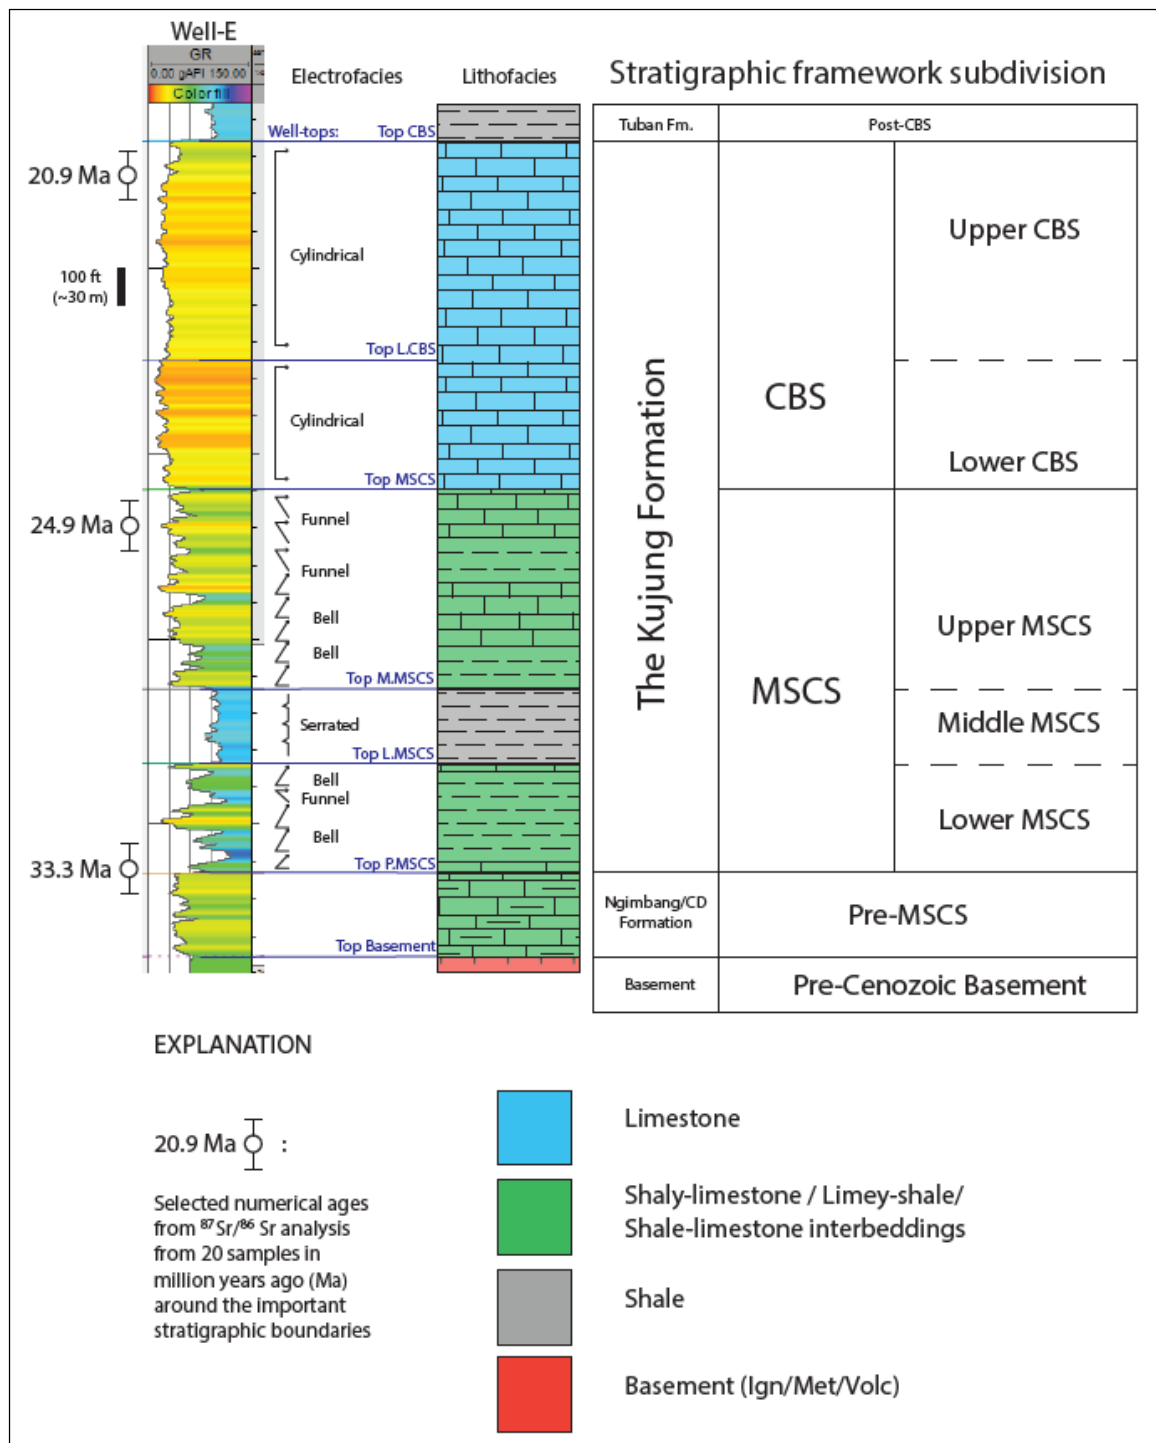 Well-E
GR
0.00 gAPI 150.00
Color fill
Electrofacies
Lithofacies
Stratigraphic framework subdivision
Well-tops:
Top CBS
Tuban Fm.
Post-CBS
20.9 Ma
100 ft
(~30 m)
Cylindrical
Top L.CBS
Cylindrical
Top MSCS
24.9 Ma
Funnel
Funnel
Bell
Bell
Top M.MSCS
Serrated
Top L.MSCS
Bell
Funnel
Bell
Top P.MSCS
33.3 Ma
Top Basement
The Kujung Formation
CBS
Upper CBS
Lower CBS
MSCS
Upper MSCS
Middle MSCS
Lower MSCS
Ngimbang/CD
Formation
Pre-MSCS
Basement
Pre-Cenozoic Basement
EXPLANATION
20.9 Ma :
Selected numerical ages
from ⁸⁷Sr/⁸⁶ Sr analysis
from 20 samples in
million years ago (Ma)
around the important
stratigraphic boundaries
Limestone
Shaly-limestone / Limey-shale/
Shale-limestone interbeddings
Shale
Basement (Ign/Met/Volc)